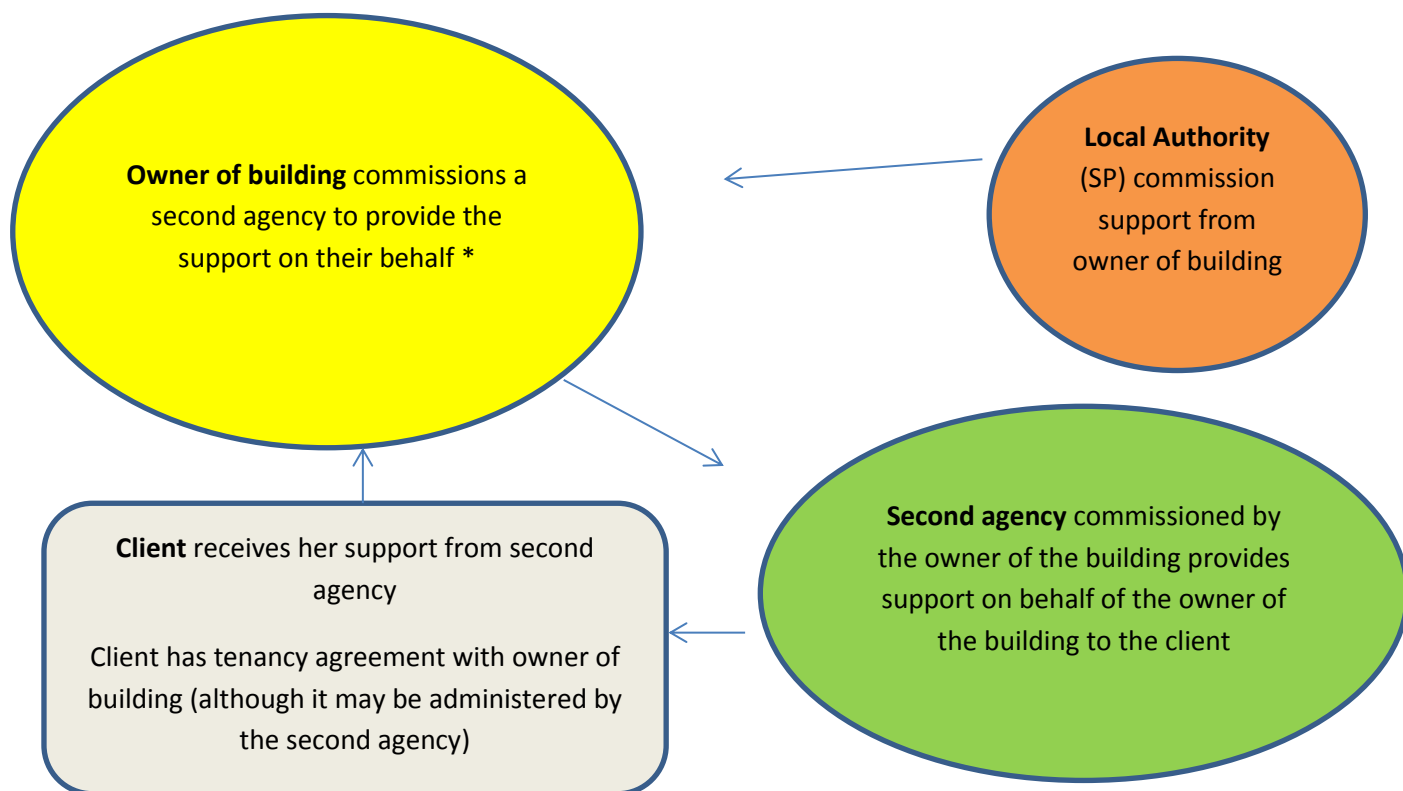 Owner of building commissions a
second agency to provide the
support on their behalf *
Local Authority
(SP) commission
support from
owner of building
Client receives her support from second
agency
Client has tenancy agreement with owner of
building (although it may be administered by
the second agency)
Second agency commissioned by
the owner of the building provides
support on behalf of the owner of
the building to the client